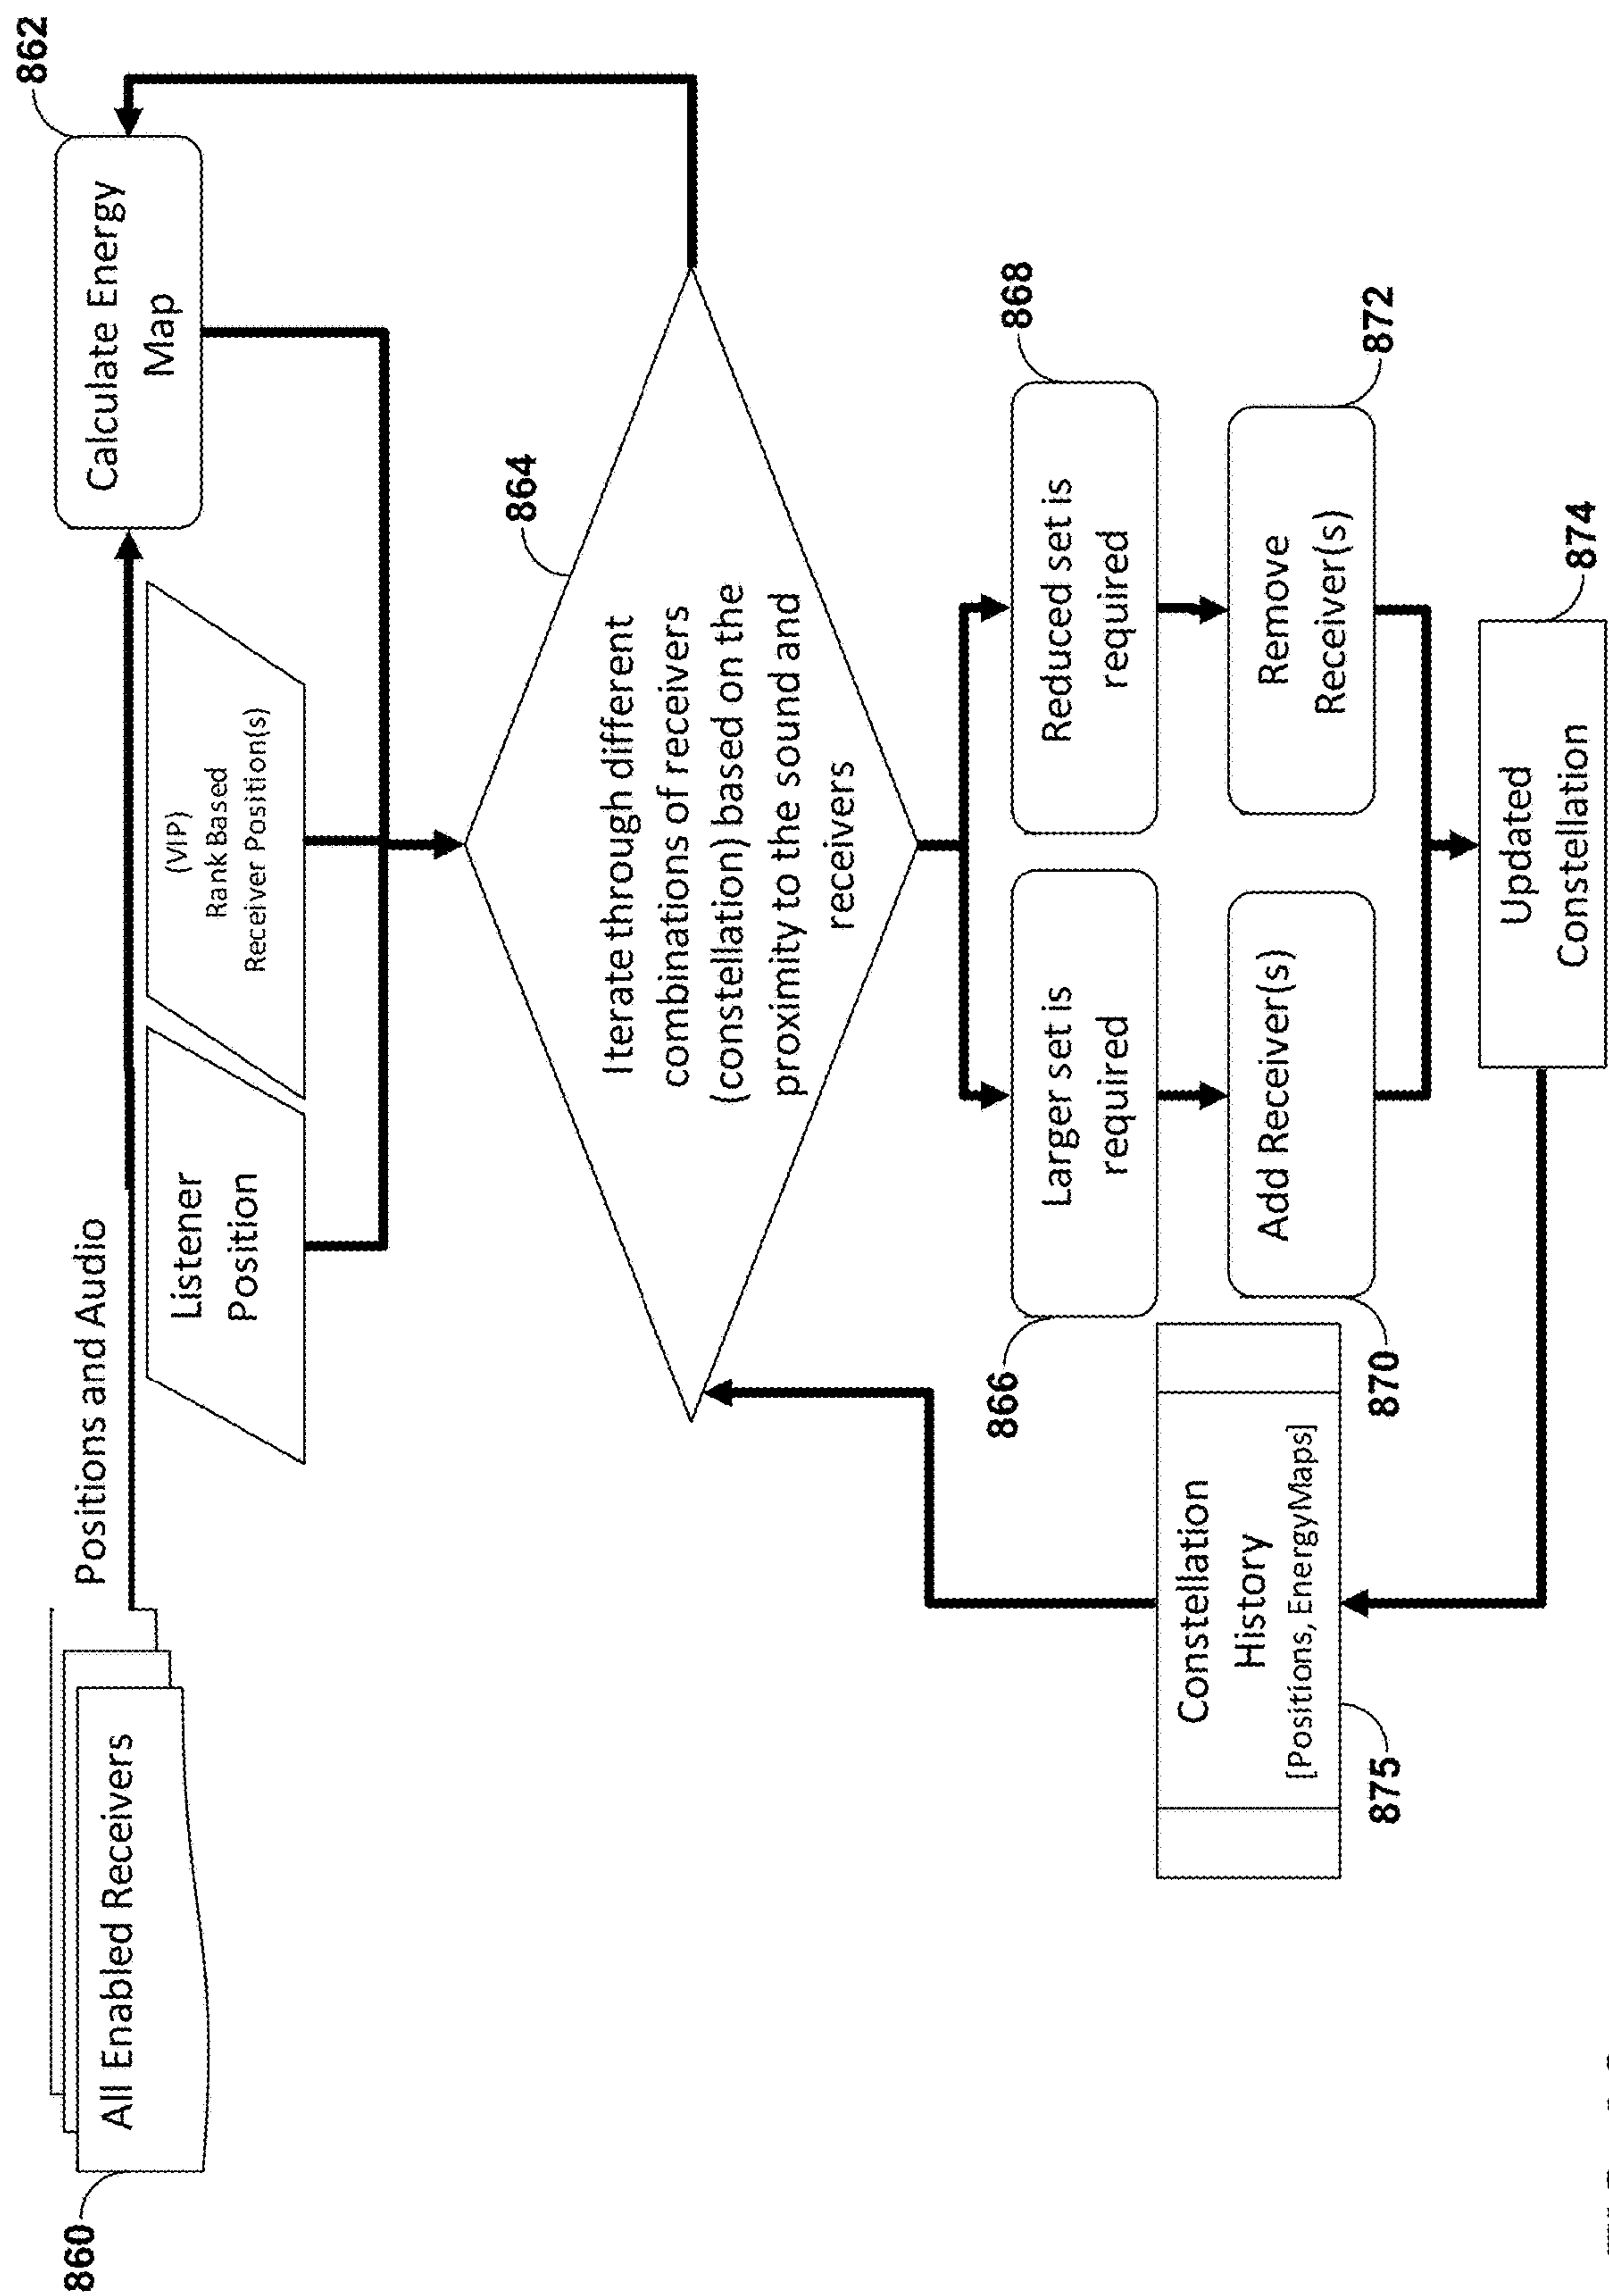 860
All Enabled Receivers
Positions and Audio
Listener
Position
(VIP)
Rank Based
Receiver Position(s)
Calculate Energy
Map
862
864
Iterate through different
combinations of receivers
(constellation) based on the
proximity to the sound and
receivers
866
Larger set is
required
Reduced set is
required
868
870
Add Receiver(s)
Remove
Receiver(s)
872
Constellation
History
[Positions, EnergyMaps]
875
Updated
Constellation
874